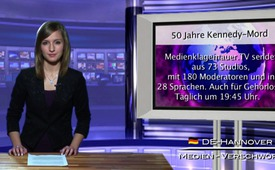 50 Jahre Kennedy-Mord
Medienklagemauer.TV sendet
aus 73 Studios,
mit 180 Moderatoren und in
28 Sprachen. Auch für Gehörlose
Täglich um 19:45 Uhr.
DE-Hannover
Medien-Verschwör